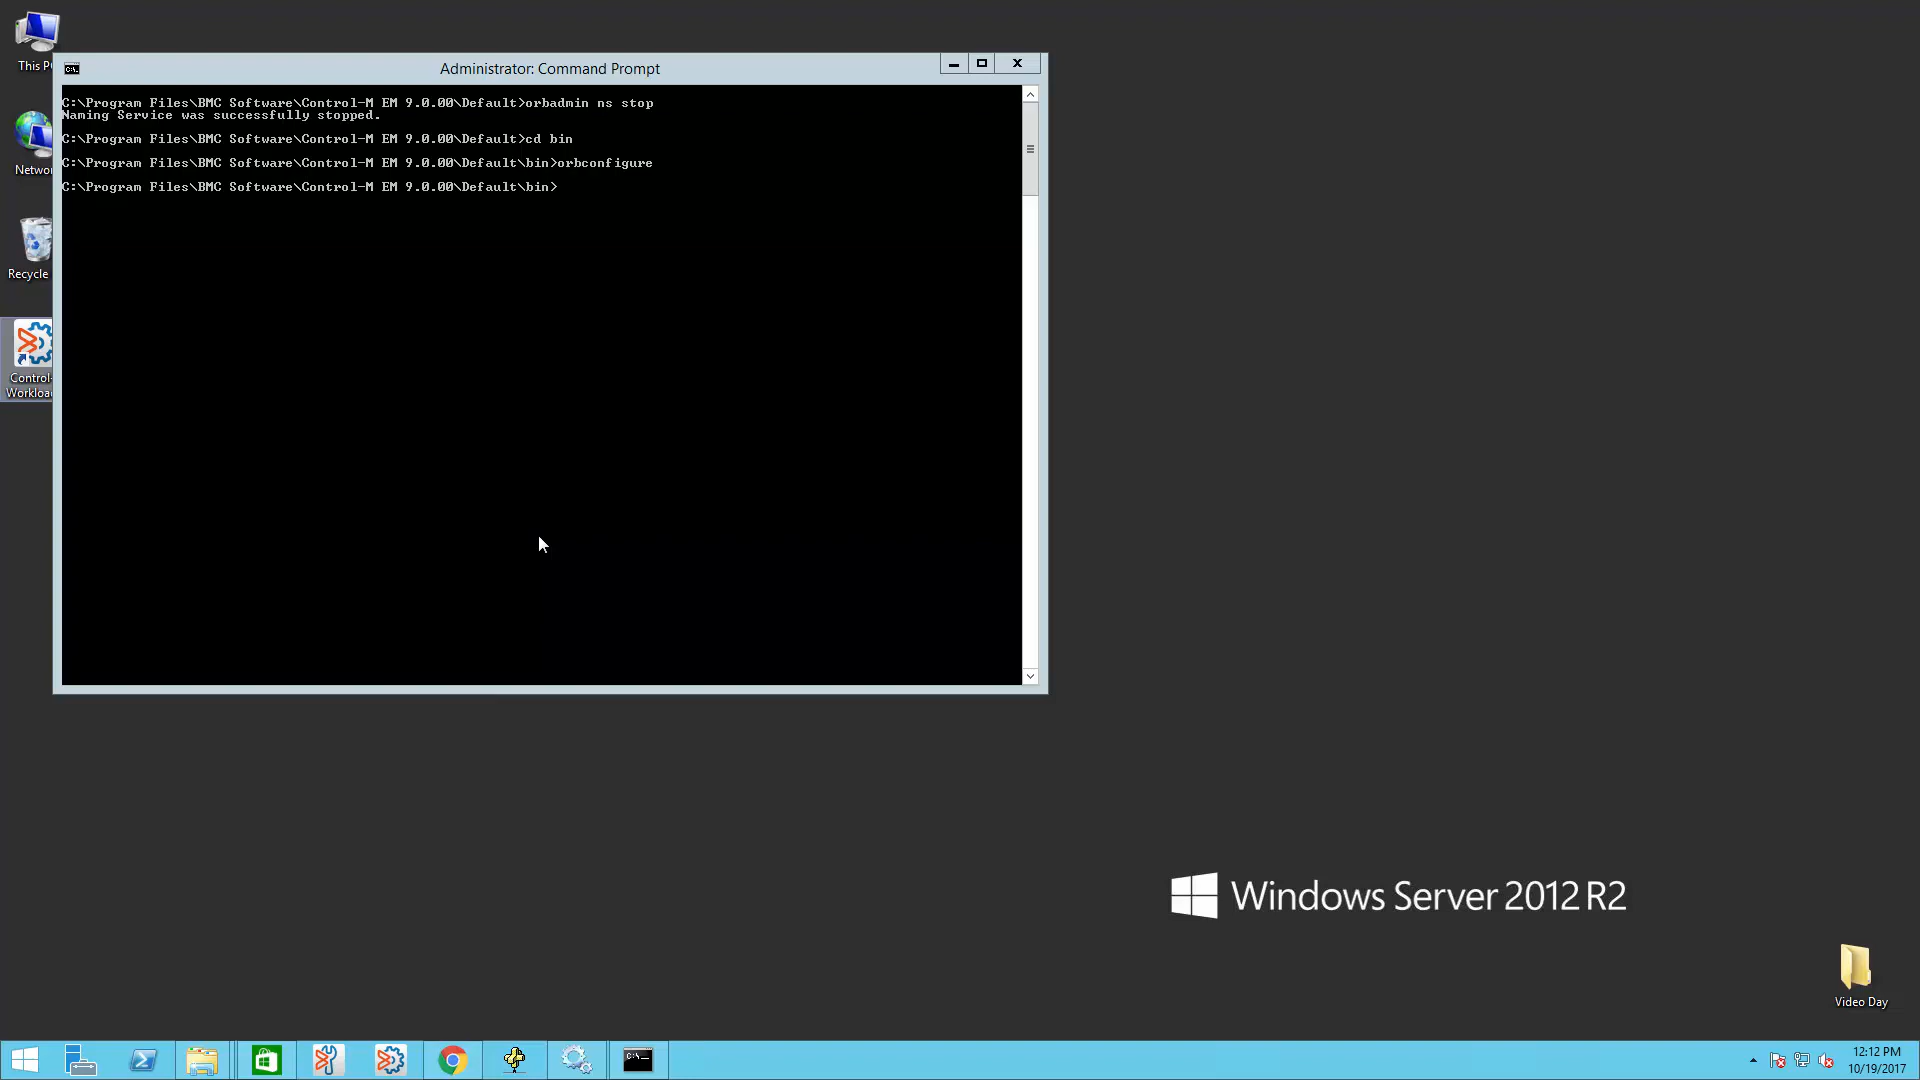 This P
Networ
Recycle
Control-
Workloa
Administrator: Command Prompt
C:\Program Files\BMC Software\Control-M EM 9.0.00\Default>orbadmin ns stop
Naming Service was successfully stopped.
C:\Program Files\BMC Software\Control-M EM 9.0.00\Default>cd bin
C:\Program Files\BMC Software\Control-M EM 9.0.00\Default\bin>orbconfigure
C:\Program Files\BMC Software\Control-M EM 9.0.00\Default\bin>
Windows Server 2012 R2
Video Day
12:12 PM
10/19/2017